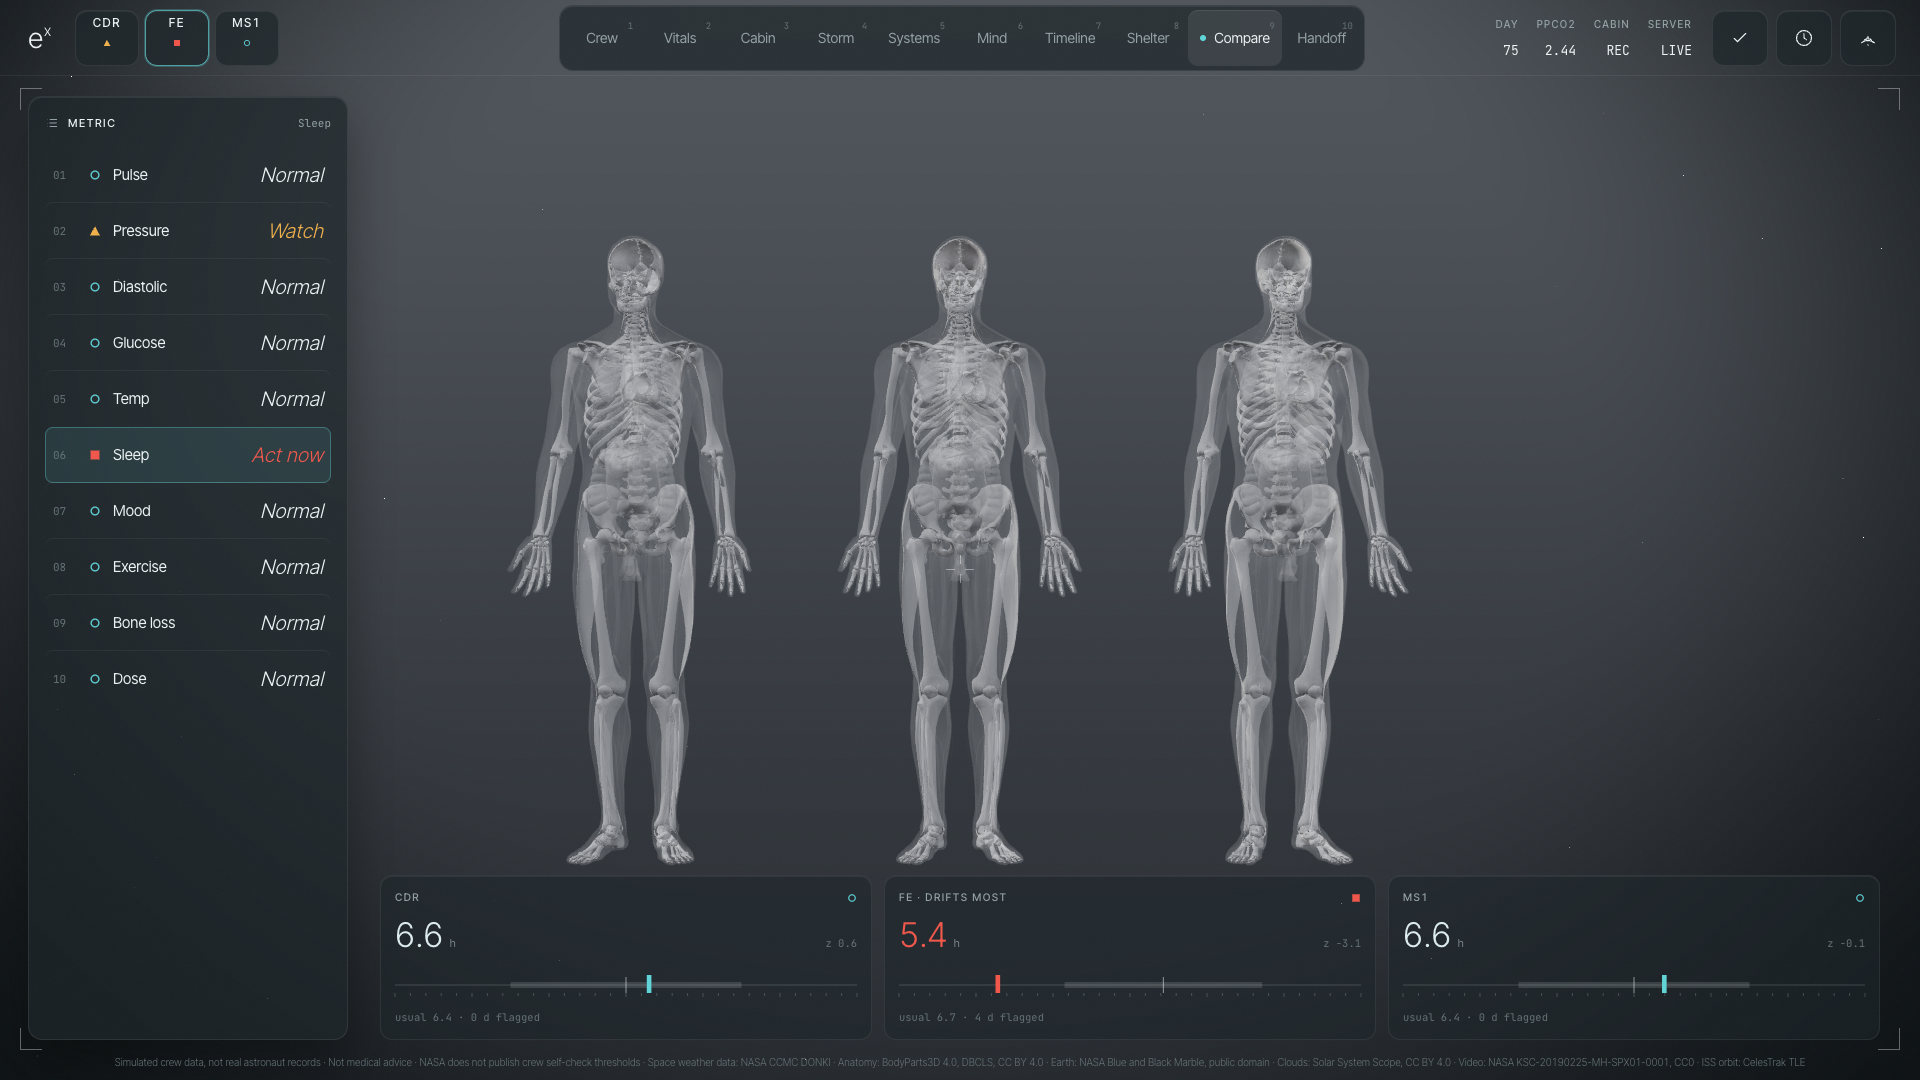 eˣ
CDR
FE
MS1
Crew 1
Vitals 2
Cabin 3
Storm 4
Systems 5
Mind 6
Timeline 7
Shelter 8
Compare 9
Handoff 10
DAY PPCO2 CABIN SERVER
75 2.44 REC LIVE
METRIC Sleep
01 Pulse Normal
02 Pressure Watch
03 Diastolic Normal
04 Glucose Normal
05 Temp Normal
06 Sleep Act now
07 Mood Normal
08 Exercise Normal
09 Bone loss Normal
10 Dose Normal
CDR
6.6 h z 0.6
usual 6.4 · 0 d flagged
FE · DRIFTS MOST
5.4 h z -3.1
usual 6.7 · 4 d flagged
MS1
6.6 h z -0.1
usual 6.4 · 0 d flagged
Simulated crew data, not real astronaut records · Not medical advice · NASA does not publish crew self-check thresholds · Space weather data: NASA CCMC DONKI · Anatomy: BodyParts3D 4.0, DBCLS, CC BY 4.0 · Earth: NASA Blue and Black Marble, public domain · Clouds: Solar System Scope, CC BY 4.0 · Video: NASA KSC-20190225-MH-SPX01-0001, CC0 · ISS orbit: CelesTrak TLE